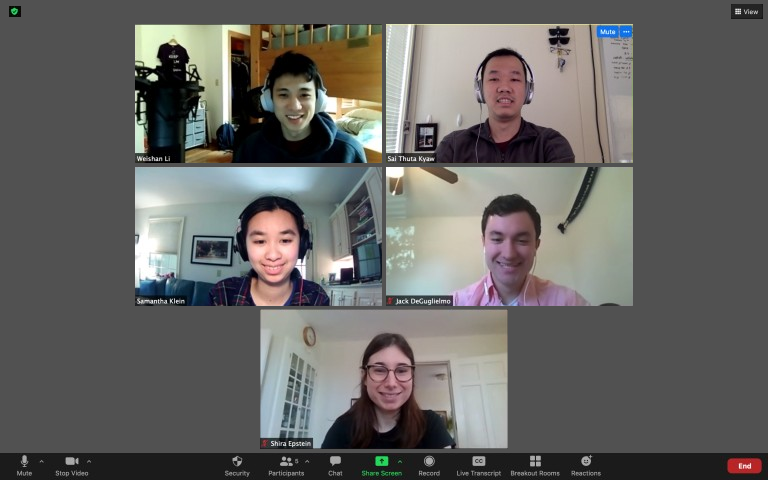 View
KEEP
Mute ...
Weishan Li
Sai Thuta Kyaw
Samantha Klein
Jack DeGuglielmo
Shira Epstein
Mute
Stop Video
Security
5
Participants
Chat
Share Screen
Record
CC
Live Transcript
Breakout Rooms
Reactions
End